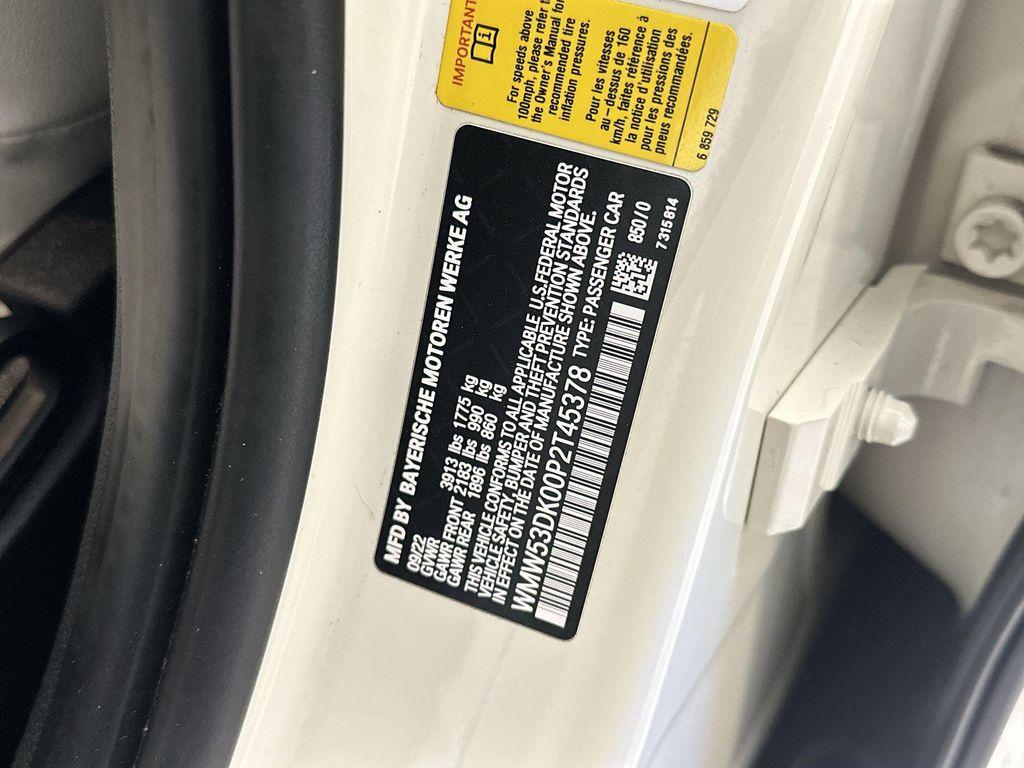 MFD BY BAYERISCHE MOTOREN WERKE AG
09/22
GVWR 3913 lbs 1775 kg
GAWR FRONT 2183 lbs 990 kg
GAWR REAR 1896 lbs 860 kg
THIS VEHICLE CONFORMS TO ALL APPLICABLE U.S.FEDERAL MOTOR
VEHICLE SAFETY, BUMPER AND THEFT PREVENTION STANDARDS
IN EFFECT ON THE DATE OF MANUFACTURE SHOWN ABOVE.
WMW53DK00P2T45378 TYPE: PASSENGER CAR
850/0
7 315 814
IMPORTANT
For speeds above
100mph, please refer
the Owner's Manual for
recommended tire
inflation pressures.
Pour les vitesses
au-dessus de 160
km/h, faites référence à
la notice d'utilisation
pour les pressions des
pneus recommandées.
6 859 729